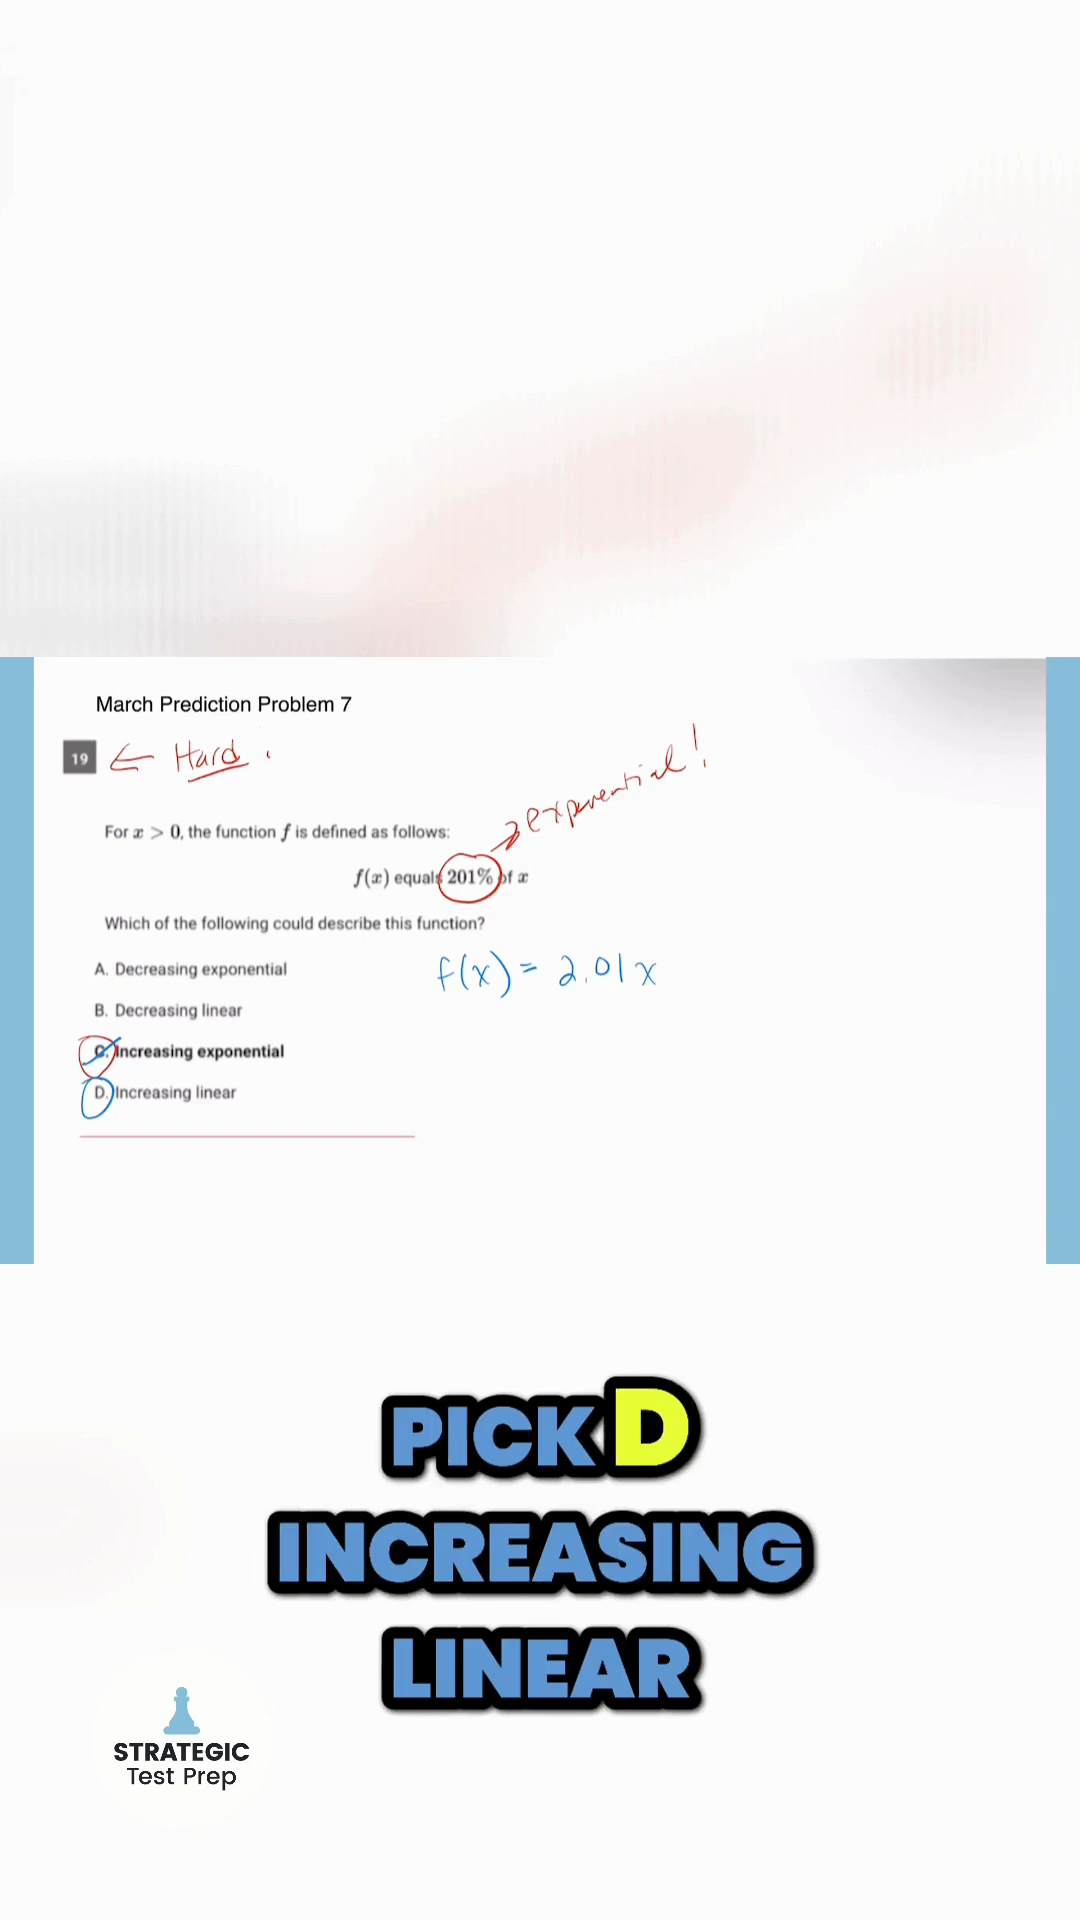 March Prediction Problem 7
19 ← Hard.
exponential!
For x > 0, the function f is defined as follows:
f(x) equals 201% of x
Which of the following could describe this function?
f(x) = 2.01x
A. Decreasing exponential
B. Decreasing linear
C. Increasing exponential
D. Increasing linear
PICK D
INCREASING
LINEAR
STRATEGIC
Test Prep